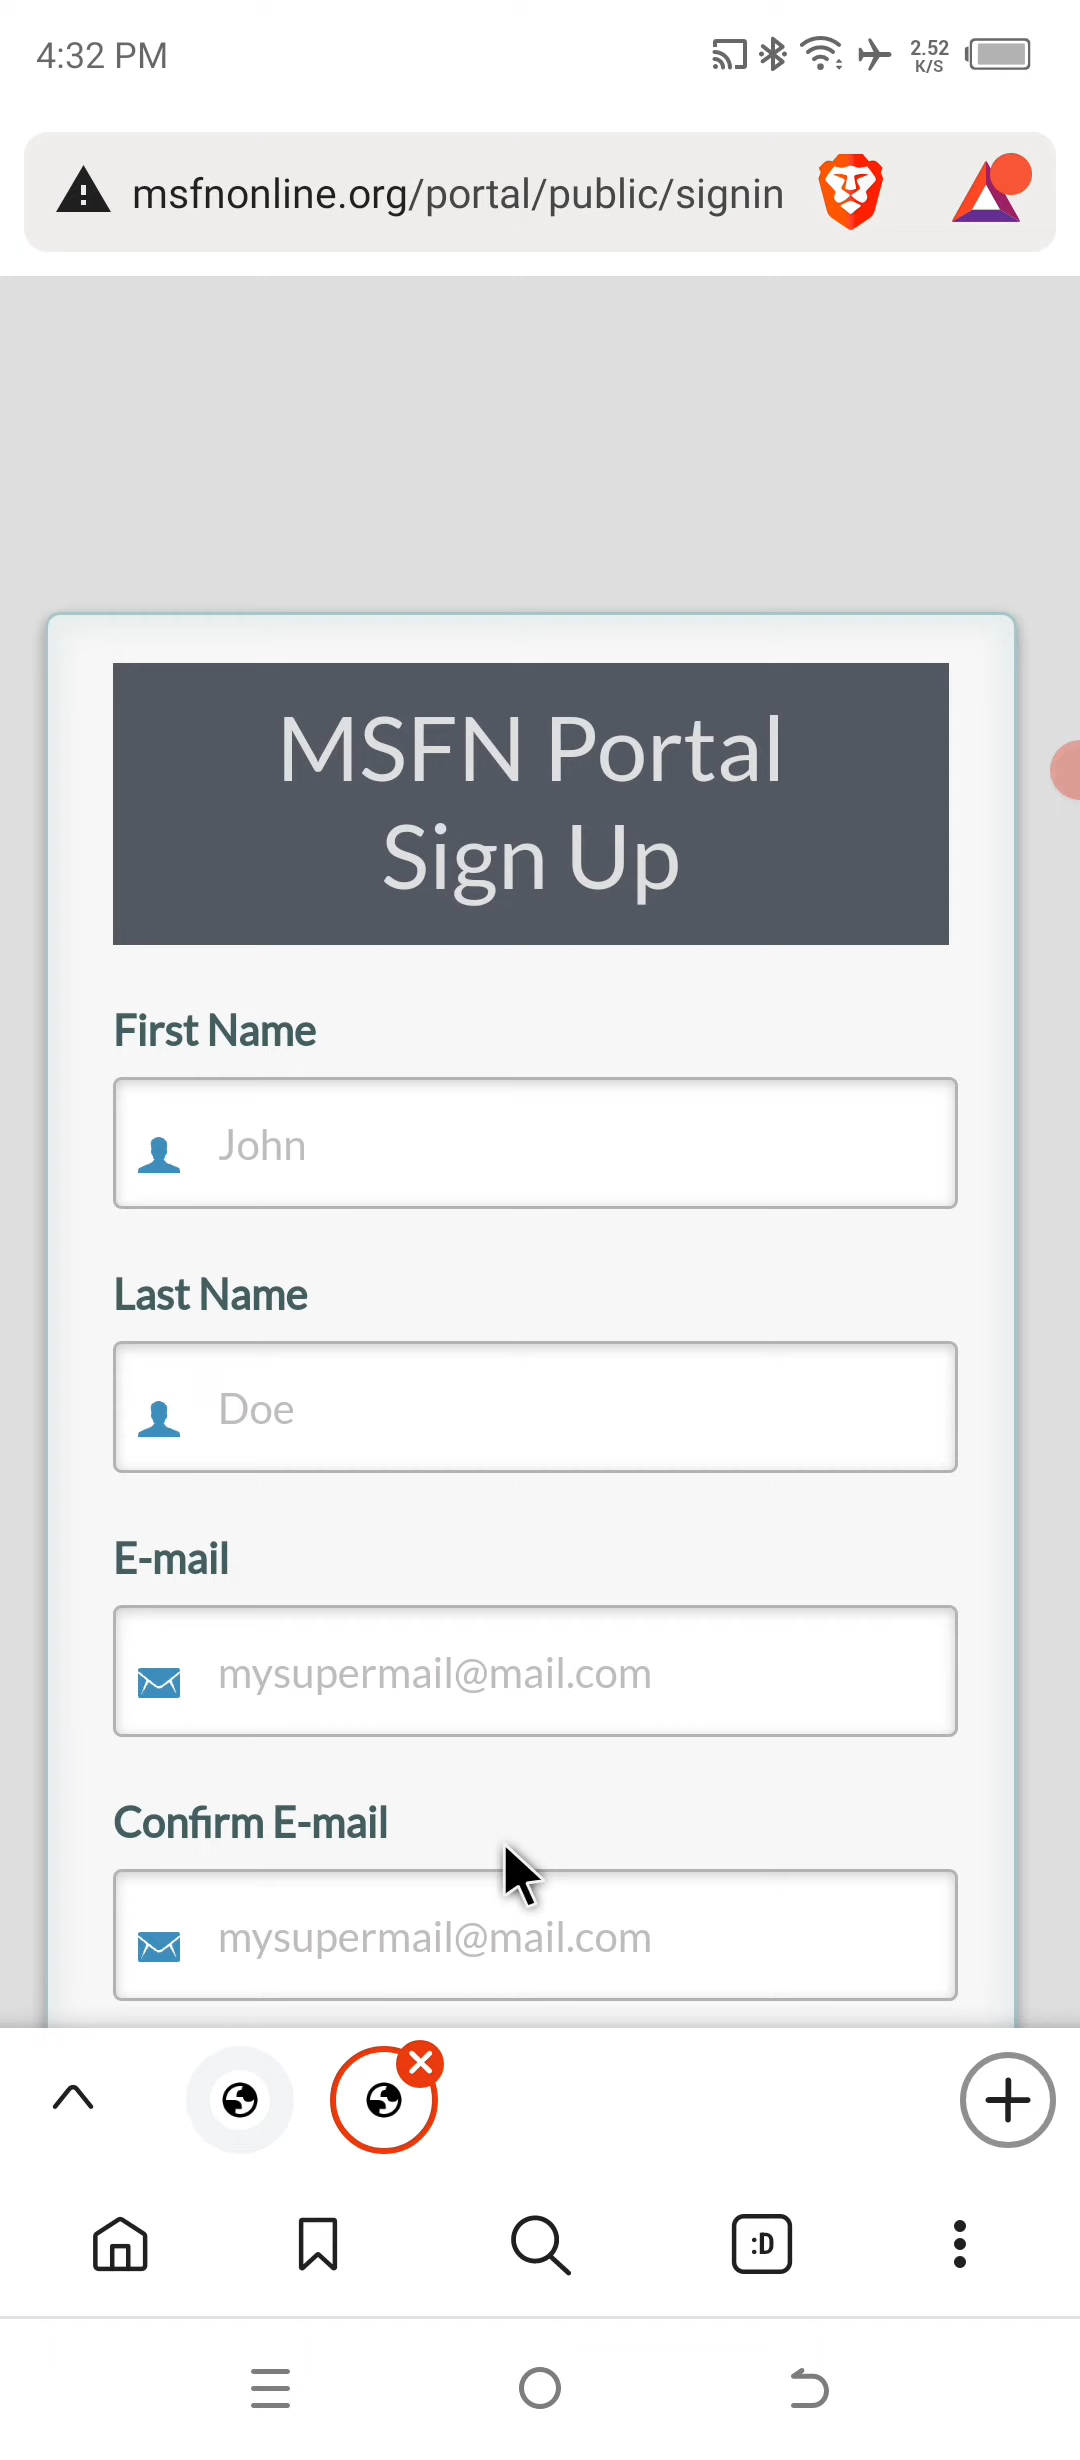 4:32 PM
2.52
K/S
msfnonline.org/portal/public/signin
MSFN Portal
Sign Up
First Name
John
Last Name
Doe
E-mail
mysupermail@mail.com
Confirm E-mail
mysupermail@mail.com
:D